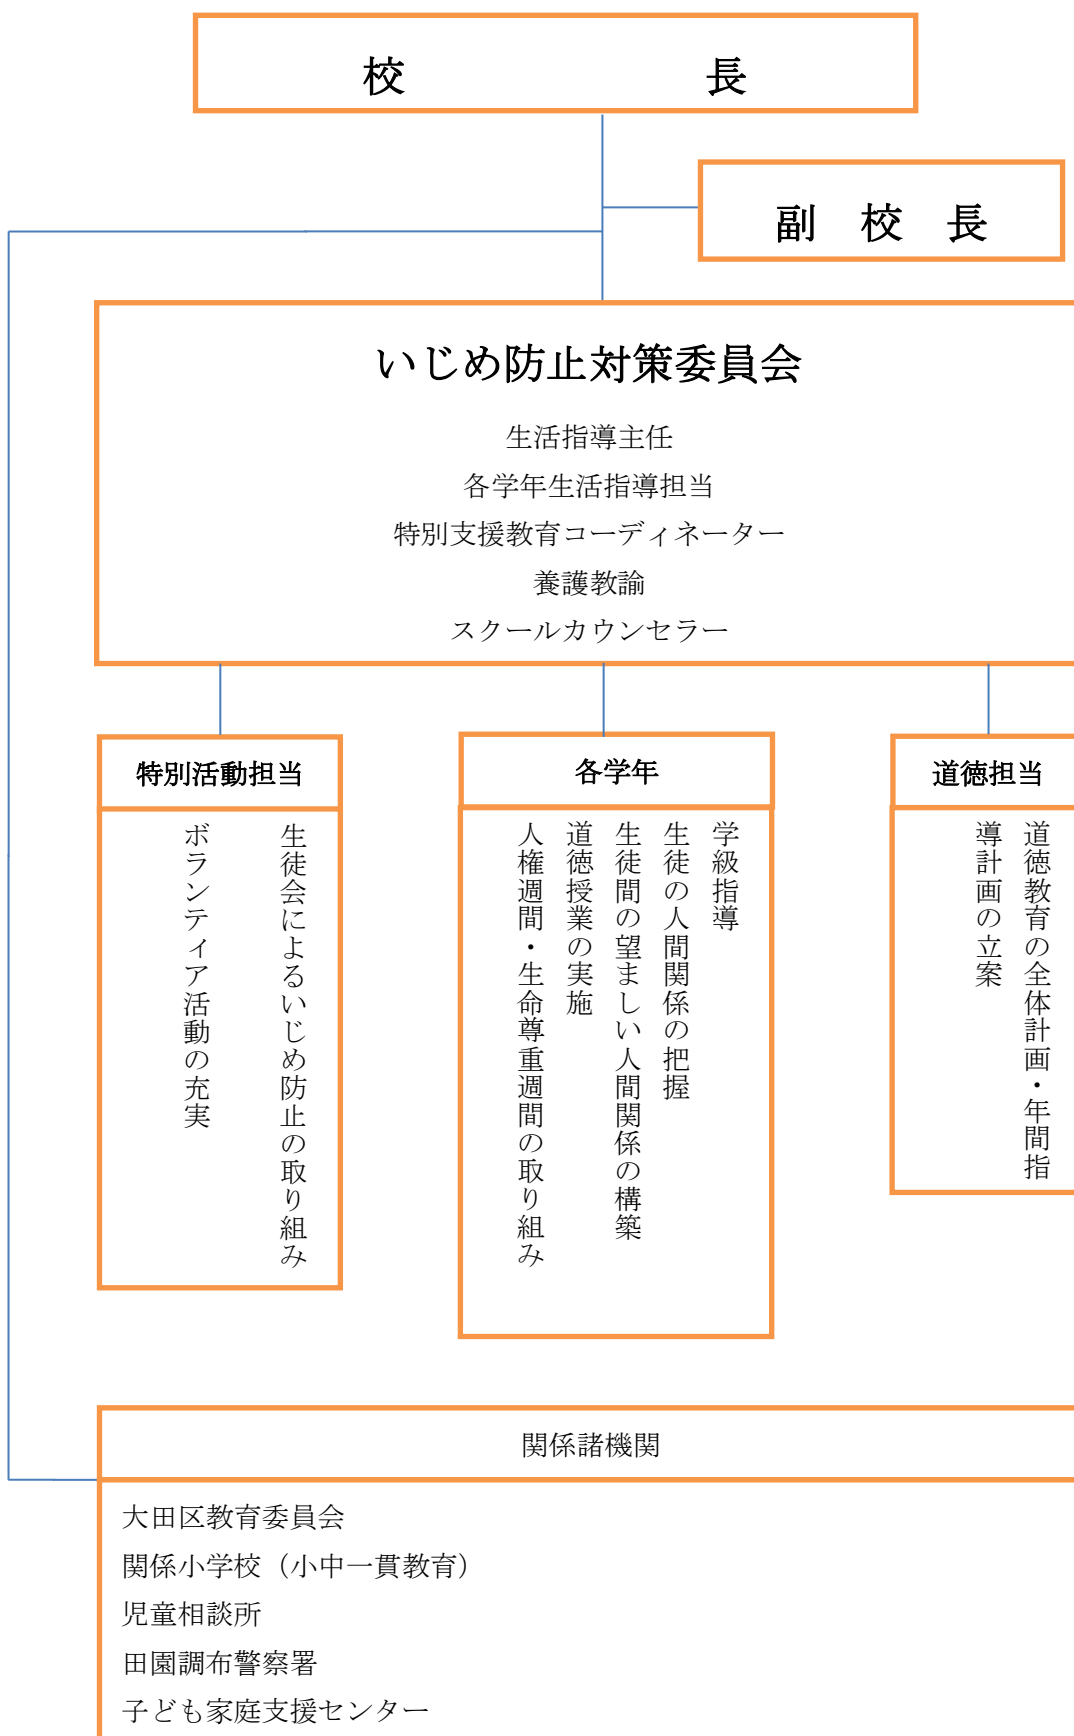 校長
副校長
いじめ防止対策委員会
生活指導主任
各学年生活指導担当
特別支援教育コーディネーター
養護教諭
スクールカウンセラー
特別活動担当
生徒会によるいじめ防止の取り組み
ボランティア活動の充実
各学年
学級指導
生徒の人間関係の把握
生徒間の望ましい人間関係の構築
道徳授業の実施
人権週間・生命尊重週間の取り組み
道徳担当
道徳教育の全体計画・年間指
導計画の立案
関係諸機関
大田区教育委員会
関係小学校（小中一貫教育）
児童相談所
田園調布警察署
子ども家庭支援センター